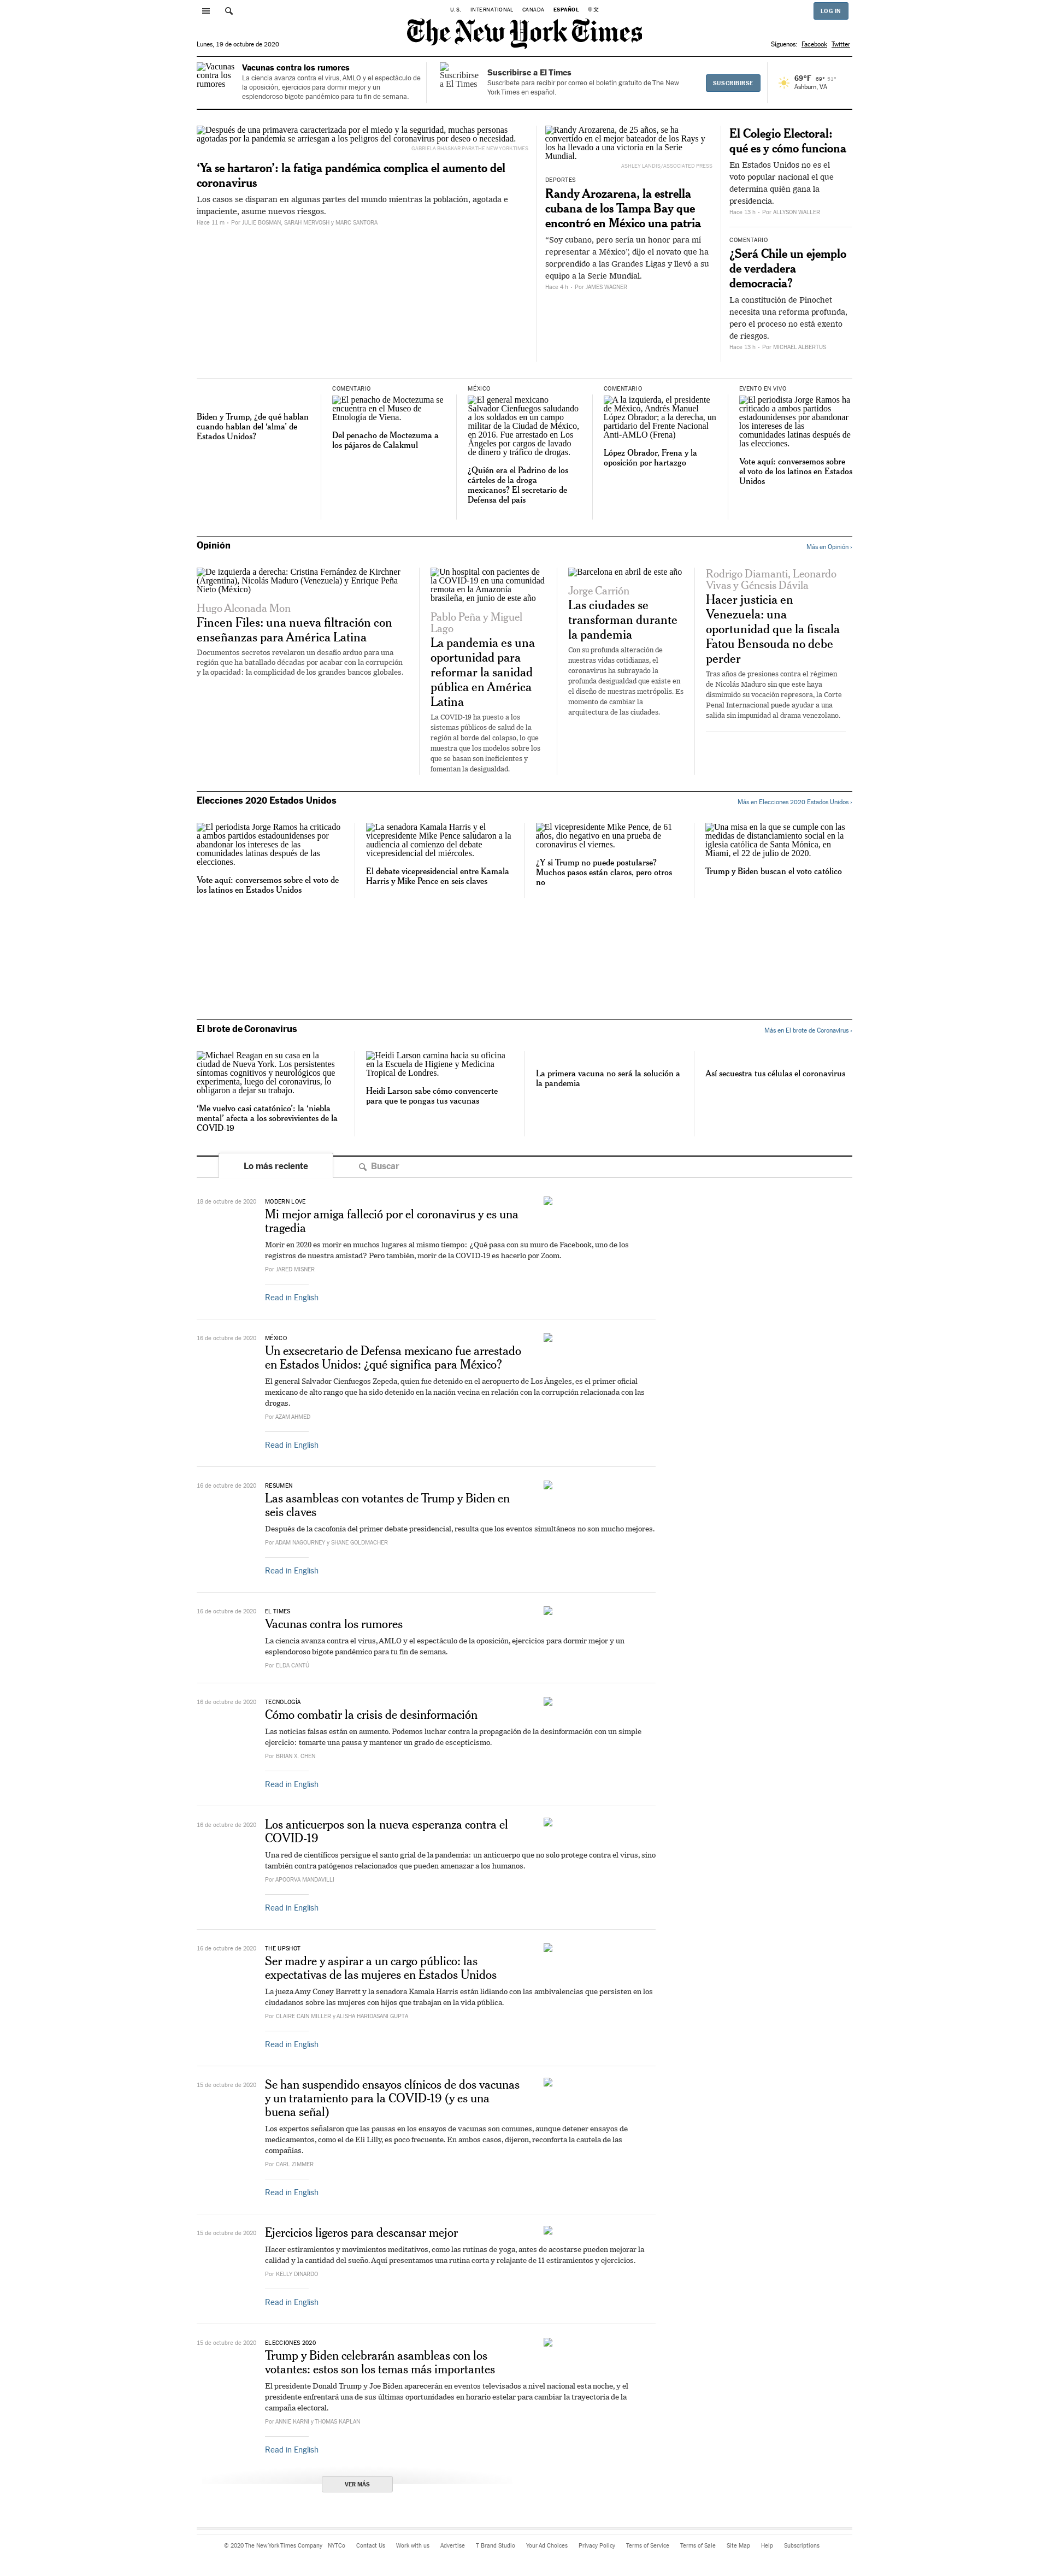 U.S. INTERNATIONAL CANADA ESPAÑOL 中文
LOG IN
The New York Times
Lunes, 19 de octubre de 2020
Síguenos: Facebook Twitter
Vacunas contra los rumores
Vacunas contra los rumores
La ciencia avanza contra el virus, AMLO y el espectáculo de
la oposición, ejercicios para dormir mejor y un
esplendoroso bigote pandémico para tu fin de semana.
Suscribirse a El Times
Suscribirse a El Times
Suscríbete para recibir por correo el boletín gratuito de The New
York Times en español.
SUSCRIBIRSE
69°F 69° 51°
Ashburn, VA
Después de una primavera caracterizada por el miedo y la seguridad, muchas personas
agotadas por la pandemia se arriesgan a los peligros del coronavirus por deseo o necesidad.
GABRIELA BHASKAR PARA THE NEW YORK TIMES
‘Ya se hartaron’: la fatiga pandémica complica el aumento del
coronavirus
Los casos se disparan en algunas partes del mundo mientras la población, agotada e
impaciente, asume nuevos riesgos.
Hace 11 m - Por JULIE BOSMAN, SARAH MERVOSH y MARC SANTORA
Randy Arozarena, de 25 años, se ha
convertido en el mejor bateador de los Rays y
los ha llevado a una victoria en la Serie
Mundial.
ASHLEY LANDIS/ASSOCIATED PRESS
DEPORTES
Randy Arozarena, la estrella
cubana de los Tampa Bay que
encontró en México una patria
“Soy cubano, pero sería un honor para mí
representar a México”, dijo el novato que ha
sorprendido a las Grandes Ligas y llevó a su
equipo a la Serie Mundial.
Hace 4 h - Por JAMES WAGNER
El Colegio Electoral:
qué es y cómo funciona
En Estados Unidos no es el
voto popular nacional el que
determina quién gana la
presidencia.
Hace 13 h - Por ALLYSON WALLER
COMENTARIO
¿Será Chile un ejemplo
de verdadera
democracia?
La constitución de Pinochet
necesita una reforma profunda,
pero el proceso no está exento
de riesgos.
Hace 13 h - Por MICHAEL ALBERTUS
Biden y Trump, ¿de qué hablan
cuando hablan del ‘alma’ de
Estados Unidos?
COMENTARIO
El penacho de Moctezuma se
encuentra en el Museo de
Etnología de Viena.
Del penacho de Moctezuma a
los pájaros de Calakmul
MÉXICO
El general mexicano
Salvador Cienfuegos saludando
a los soldados en un campo
militar de la Ciudad de México,
en 2016. Fue arrestado en Los
Ángeles por cargos de lavado
de dinero y tráfico de drogas.
¿Quién era el Padrino de los
cárteles de la droga
mexicanos? El secretario de
Defensa del país
COMENTARIO
A la izquierda, el presidente
de México, Andrés Manuel
López Obrador; a la derecha, un
partidario del Frente Nacional
Anti-AMLO (Frena)
López Obrador, Frena y la
oposición por hartazgo
EVENTO EN VIVO
El periodista Jorge Ramos ha
criticado a ambos partidos
estadounidenses por abandonar
los intereses de las
comunidades latinas después de
las elecciones.
Vote aquí: conversemos sobre
el voto de los latinos en Estados
Unidos
Opinión
Más en Opinión ›
De izquierda a derecha: Cristina Fernández de Kirchner
(Argentina), Nicolás Maduro (Venezuela) y Enrique Peña
Nieto (México)
Hugo Alconada Mon
Fincen Files: una nueva filtración con
enseñanzas para América Latina
Documentos secretos revelaron un desafío arduo para una
región que ha batallado décadas por acabar con la corrupción
y la opacidad: la complicidad de los grandes bancos globales.
Un hospital con pacientes de
la COVID-19 en una comunidad
remota en la Amazonía
brasileña, en junio de este año
Pablo Peña y Miguel
Lago
La pandemia es una
oportunidad para
reformar la sanidad
pública en América
Latina
La COVID-19 ha puesto a los
sistemas públicos de salud de la
región al borde del colapso, lo que
muestra que los modelos sobre los
que se basan son ineficientes y
fomentan la desigualdad.
Barcelona en abril de este año
Jorge Carrión
Las ciudades se
transforman durante
la pandemia
Con su profunda alteración de
nuestras vidas cotidianas, el
coronavirus ha subrayado la
profunda desigualdad que existe en
el diseño de nuestras metrópolis. Es
momento de cambiar la
arquitectura de las ciudades.
Rodrigo Diamanti, Leonardo
Vivas y Génesis Dávila
Hacer justicia en
Venezuela: una
oportunidad que la fiscala
Fatou Bensouda no debe
perder
Tras años de presiones contra el régimen
de Nicolás Maduro sin que este haya
disminuido su vocación represora, la Corte
Penal Internacional puede ayudar a una
salida sin impunidad al drama venezolano.
Elecciones 2020 Estados Unidos
Más en Elecciones 2020 Estados Unidos ›
El periodista Jorge Ramos ha criticado
a ambos partidos estadounidenses por
abandonar los intereses de las
comunidades latinas después de las
elecciones.
Vote aquí: conversemos sobre el voto de
los latinos en Estados Unidos
La senadora Kamala Harris y el
vicepresidente Mike Pence saludaron a la
audiencia al comienzo del debate
vicepresidencial del miércoles.
El debate vicepresidencial entre Kamala
Harris y Mike Pence en seis claves
El vicepresidente Mike Pence, de 61
años, dio negativo en una prueba de
coronavirus el viernes.
¿Y si Trump no puede postularse?
Muchos pasos están claros, pero otros
no
Una misa en la que se cumple con las
medidas de distanciamiento social en la
iglesia católica de Santa Mónica, en
Miami, el 22 de julio de 2020.
Trump y Biden buscan el voto católico
El brote de Coronavirus
Más en El brote de Coronavirus ›
Michael Reagan en su casa en la
ciudad de Nueva York. Los persistentes
síntomas cognitivos y neurológicos que
experimenta, luego del coronavirus, lo
obligaron a dejar su trabajo.
‘Me vuelvo casi catatónico’: la ‘niebla
mental’ afecta a los sobrevivientes de la
COVID-19
Heidi Larson camina hacia su oficina
en la Escuela de Higiene y Medicina
Tropical de Londres.
Heidi Larson sabe cómo convencerte
para que te pongas tus vacunas
La primera vacuna no será la solución a
la pandemia
Así secuestra tus células el coronavirus
Lo más reciente
Buscar
18 de octubre de 2020
MODERN LOVE
Mi mejor amiga falleció por el coronavirus y es una
tragedia
Morir en 2020 es morir en muchos lugares al mismo tiempo: ¿Qué pasa con su muro de Facebook, uno de los
registros de nuestra amistad? Pero también, morir de la COVID-19 es hacerlo por Zoom.
Por JARED MISNER
Read in English
16 de octubre de 2020
MÉXICO
Un exsecretario de Defensa mexicano fue arrestado
en Estados Unidos: ¿qué significa para México?
El general Salvador Cienfuegos Zepeda, quien fue detenido en el aeropuerto de Los Ángeles, es el primer oficial
mexicano de alto rango que ha sido detenido en la nación vecina en relación con la corrupción relacionada con las
drogas.
Por AZAM AHMED
Read in English
16 de octubre de 2020
RESUMEN
Las asambleas con votantes de Trump y Biden en
seis claves
Después de la cacofonía del primer debate presidencial, resulta que los eventos simultáneos no son mucho mejores.
Por ADAM NAGOURNEY y SHANE GOLDMACHER
Read in English
16 de octubre de 2020
EL TIMES
Vacunas contra los rumores
La ciencia avanza contra el virus, AMLO y el espectáculo de la oposición, ejercicios para dormir mejor y un
esplendoroso bigote pandémico para tu fin de semana.
Por ELDA CANTÚ
16 de octubre de 2020
TECNOLOGÍA
Cómo combatir la crisis de desinformación
Las noticias falsas están en aumento. Podemos luchar contra la propagación de la desinformación con un simple
ejercicio: tomarte una pausa y mantener un grado de escepticismo.
Por BRIAN X. CHEN
Read in English
16 de octubre de 2020
Los anticuerpos son la nueva esperanza contra el
COVID-19
Una red de científicos persigue el santo grial de la pandemia: un anticuerpo que no solo protege contra el virus, sino
también contra patógenos relacionados que pueden amenazar a los humanos.
Por APOORVA MANDAVILLI
Read in English
16 de octubre de 2020
THE UPSHOT
Ser madre y aspirar a un cargo público: las
expectativas de las mujeres en Estados Unidos
La jueza Amy Coney Barrett y la senadora Kamala Harris están lidiando con las ambivalencias que persisten en los
ciudadanos sobre las mujeres con hijos que trabajan en la vida pública.
Por CLAIRE CAIN MILLER y ALISHA HARIDASANI GUPTA
Read in English
15 de octubre de 2020
Se han suspendido ensayos clínicos de dos vacunas
y un tratamiento para la COVID-19 (y es una
buena señal)
Los expertos señalaron que las pausas en los ensayos de vacunas son comunes, aunque detener ensayos de
medicamentos, como el de Eli Lilly, es poco frecuente. En ambos casos, dijeron, reconforta la cautela de las
compañías.
Por CARL ZIMMER
Read in English
15 de octubre de 2020
Ejercicios ligeros para descansar mejor
Hacer estiramientos y movimientos meditativos, como las rutinas de yoga, antes de acostarse pueden mejorar la
calidad y la cantidad del sueño. Aquí presentamos una rutina corta y relajante de 11 estiramientos y ejercicios.
Por KELLY DINARDO
Read in English
15 de octubre de 2020
ELECCIONES 2020
Trump y Biden celebrarán asambleas con los
votantes: estos son los temas más importantes
El presidente Donald Trump y Joe Biden aparecerán en eventos televisados a nivel nacional esta noche, y el
presidente enfrentará una de sus últimas oportunidades en horario estelar para cambiar la trayectoria de la
campaña electoral.
Por ANNIE KARNI y THOMAS KAPLAN
Read in English
VER MÁS
© 2020 The New York Times Company NYTCo Contact Us Work with us Advertise T Brand Studio Your Ad Choices Privacy Policy Terms of Service Terms of Sale Site Map Help Subscriptions